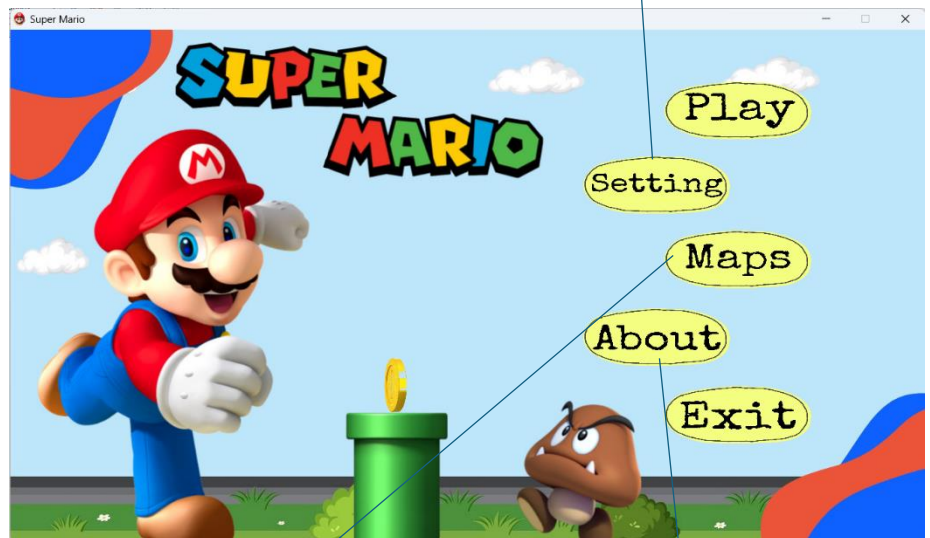 Super Mario
SUPER
MARIO
M
Play
Setting
Maps
About
Exit